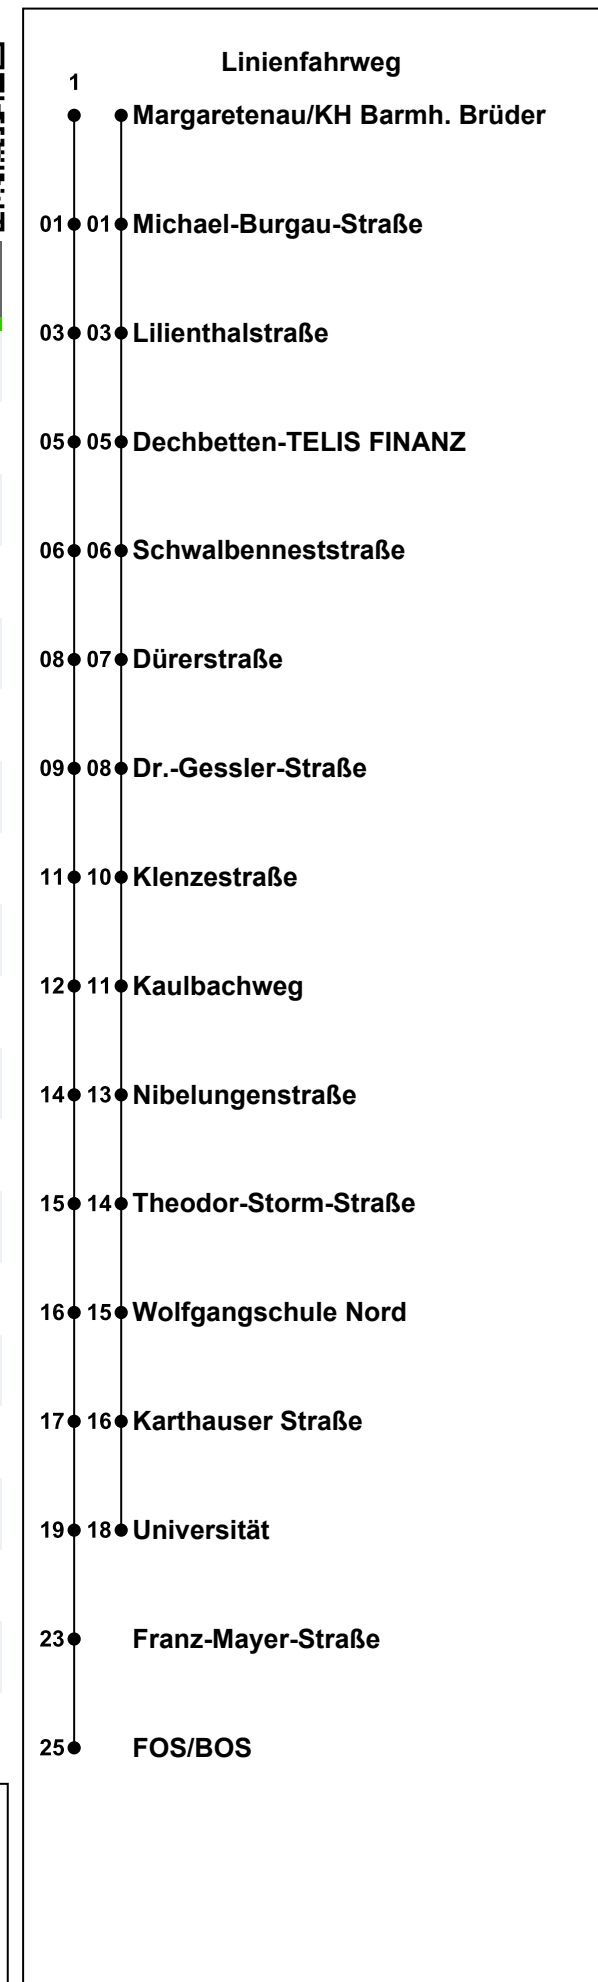 Linienfahrweg
1
Margaretenau/KH Barmh. Brüder
01 01 Michael-Burgau-Straße
03 03 Lilienthalstraße
05 05 Dechbetten-TELIS FINANZ
06 06 Schwalbenneststraße
08 07 Dürerstraße
09 08 Dr.-Gessler-Straße
11 10 Klenzestraße
12 11 Kaulbachweg
14 13 Nibelungenstraße
15 14 Theodor-Storm-Straße
16 15 Wolfgangschule Nord
17 16 Karthauser Straße
19 18 Universität
23 Franz-Mayer-Straße
25 FOS/BOS